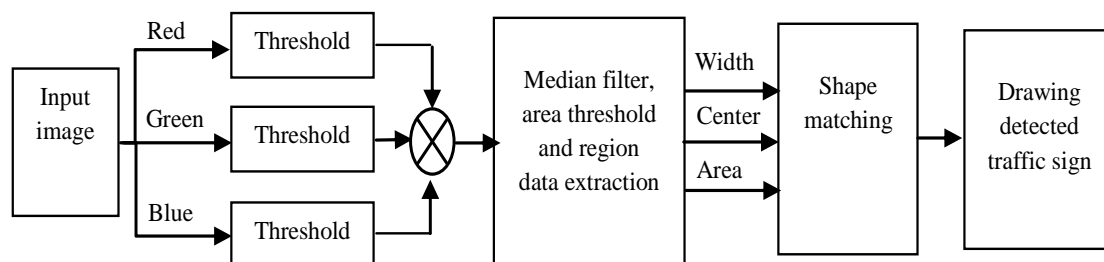 Input
image
Red
Green
Blue
Threshold
Threshold
Threshold
Median filter,
area threshold
and region
data extraction
Width
Center
Area
Shape
matching
Drawing
detected
traffic sign